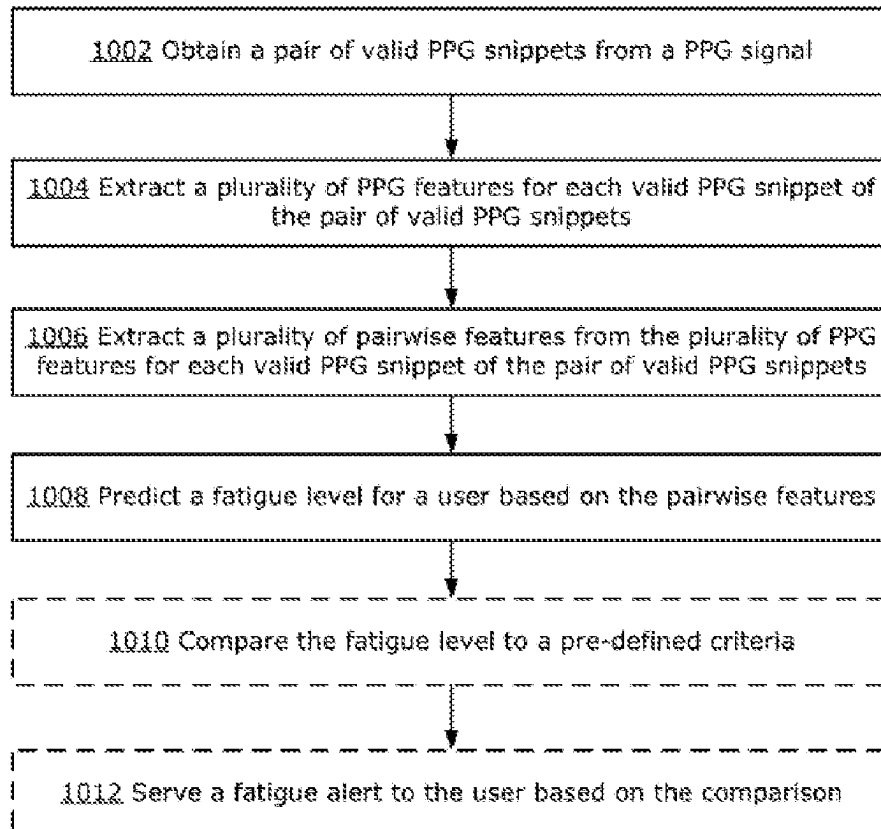 1002 Obtain a pair of valid PPG snippets from a PPG signal
1004 Extract a plurality of PPG features for each valid PPG snippet of
the pair of valid PPG snippets
1006 Extract a plurality of pairwise features from the plurality of PPG
features for each valid PPG snippet of the pair of valid PPG snippets
1008 Predict a fatigue level for a user based on the pairwise features
1010 Compare the fatigue level to a pre-defined criteria
1012 Serve a fatigue alert to the user based on the comparison